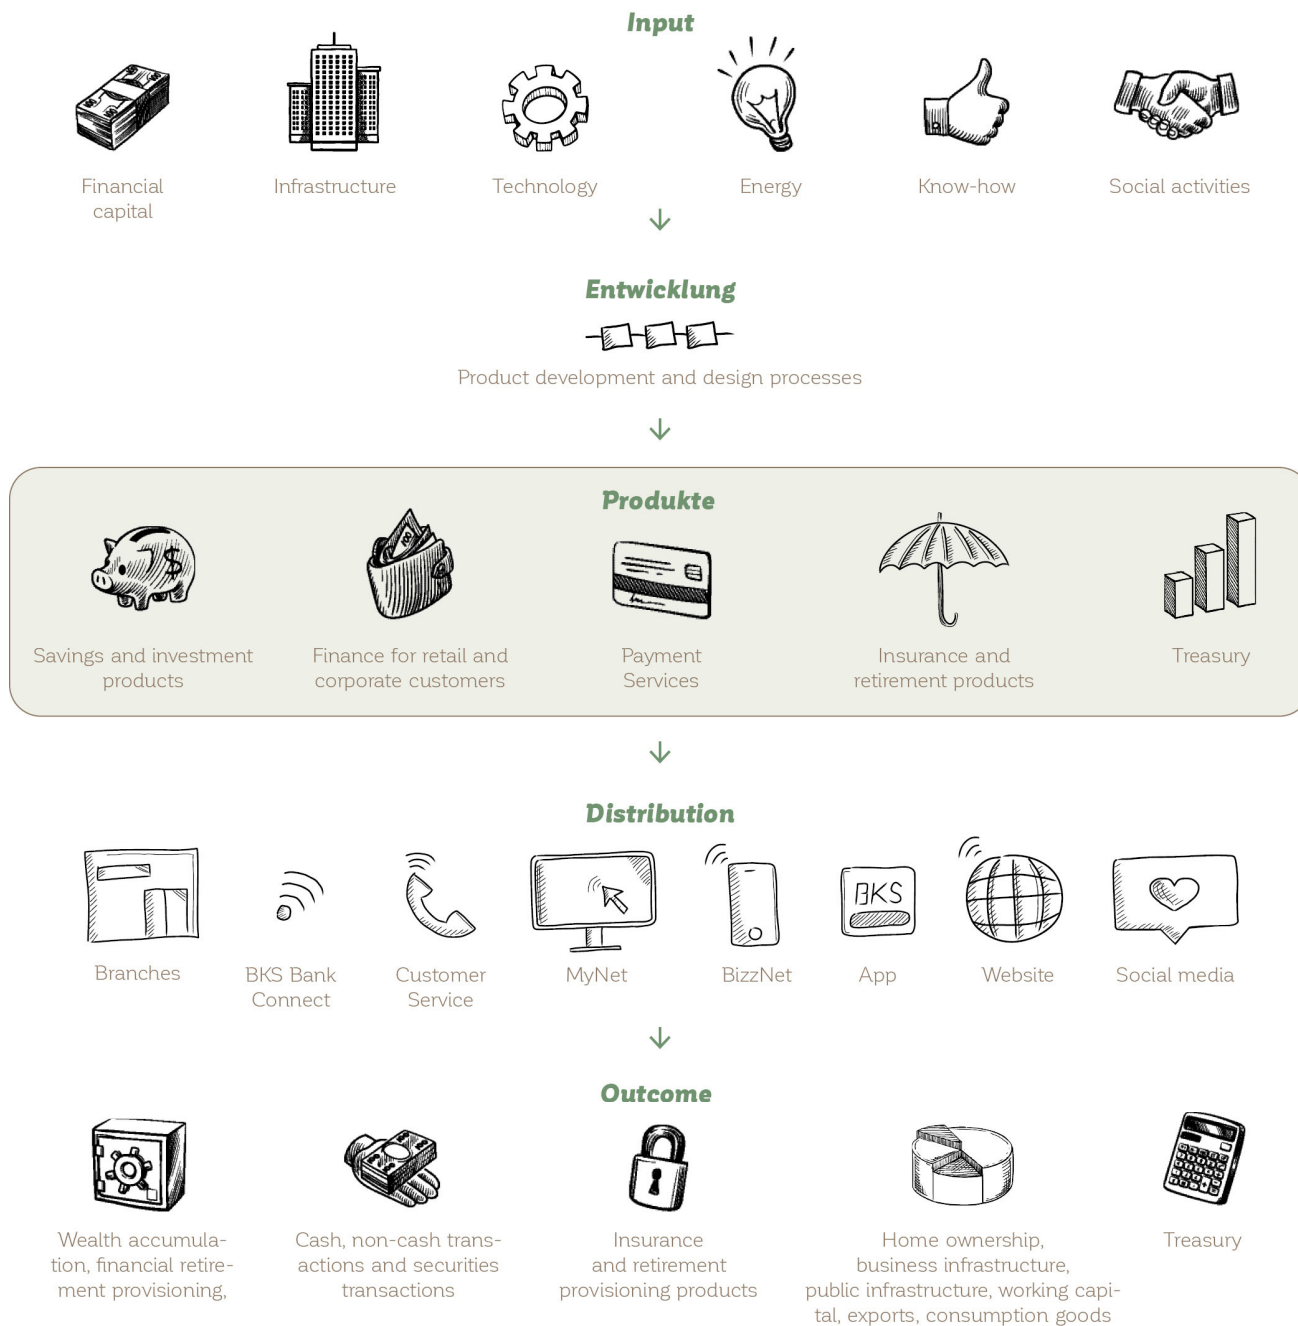 Input
Financial
capital
Infrastructure
Technology
Energy
Know-how
Social activities
Entwicklung
Product development and design processes
Produkte
Savings and investment
products
Finance for retail and
corporate customers
Payment
Services
Insurance and
retirement products
Treasury
Distribution
BKS
Branches
BKS Bank
Connect
Customer
Service
MyNet
BizzNet
App
Website
Social media
Outcome
Wealth accumula-
tion, financial retire-
ment provisioning,
Cash, non-cash trans-
actions and securities
transactions
Insurance
and retirement
provisioning products
Home ownership,
business infrastructure,
public infrastructure, working capi-
tal, exports, consumption goods
Treasury